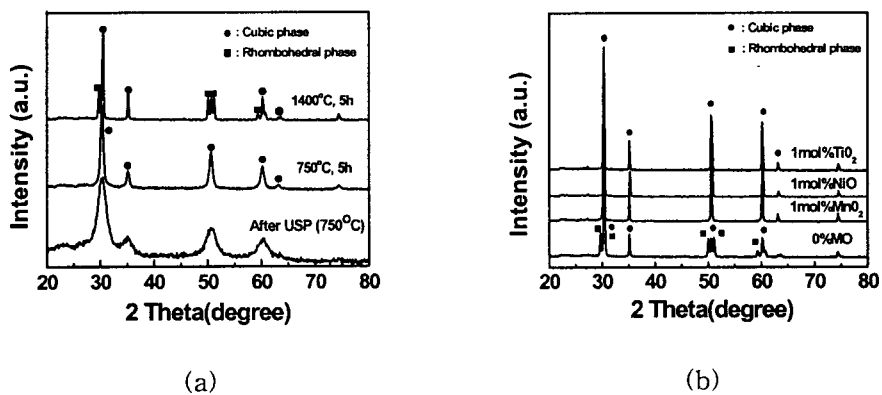 Intensity (a.u.)
● : Cubic phase
■ : Rhombohedral phase
1400°C, 5h
750°C, 5h
After USP (750°C)
20 30 40 50 60 70 80
2 Theta(degree)
(a)
Intensity (a.u.)
● : Cubic phase
■ : Rhombohedral phase
1mol%TiO₂
1mol%NiO
1mol%MnO₂
0%MO
20 30 40 50 60 70 80
2 Theta(degree)
(b)